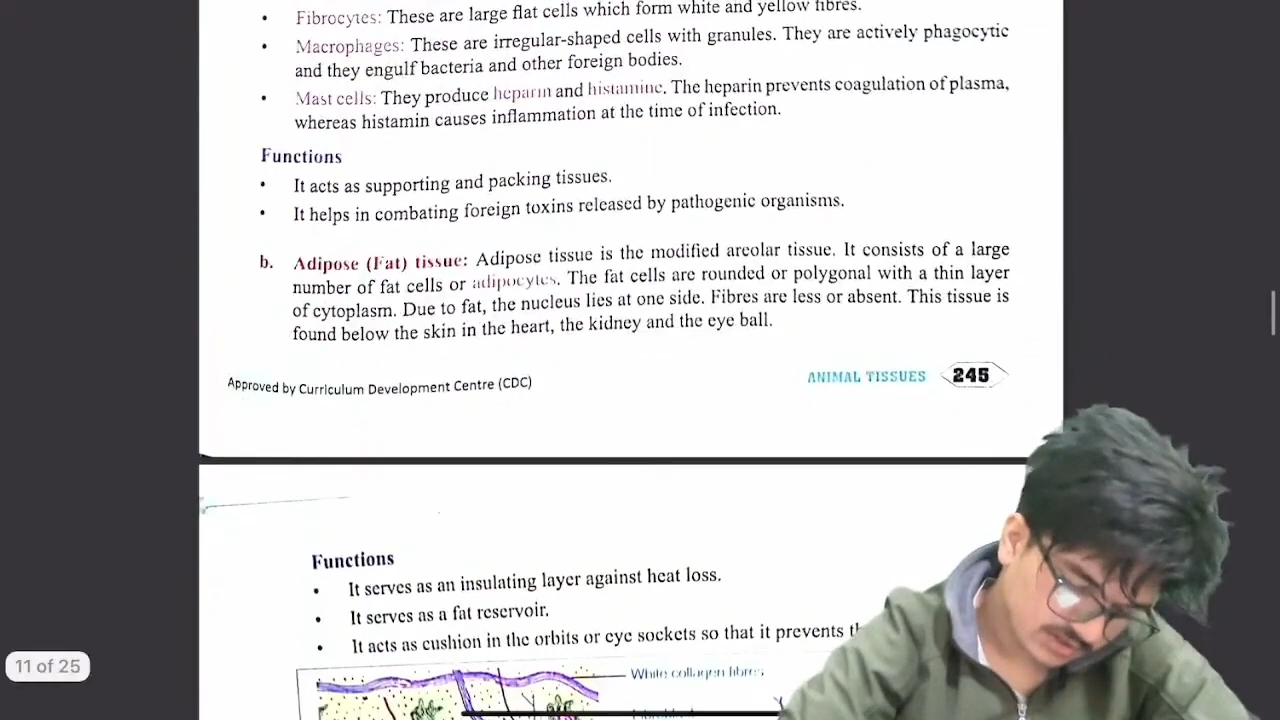 • Fibrocytes: These are large flat cells which form white and yellow fibres.
• Macrophages: These are irregular-shaped cells with granules. They are actively phagocytic
and they engulf bacteria and other foreign bodies.
• Mast cells: They produce heparin and histamine. The heparin prevents coagulation of plasma,
whereas histamin causes inflammation at the time of infection.
Functions
• It acts as supporting and packing tissues.
• It helps in combating foreign toxins released by pathogenic organisms.
b. Adipose (Fat) tissue: Adipose tissue is the modified areolar tissue. It consists of a large
number of fat cells or adipocytes. The fat cells are rounded or polygonal with a thin layer
of cytoplasm. Due to fat, the nucleus lies at one side. Fibres are less or absent. This tissue is
found below the skin in the heart, the kidney and the eye ball.
Approved by Curriculum Development Centre (CDC)
ANIMAL TISSUES 245
Functions
• It serves as an insulating layer against heat loss.
• It serves as a fat reservoir.
• It acts as cushion in the orbits or eye sockets so that it prevents
11 of 25
White collagen fibres